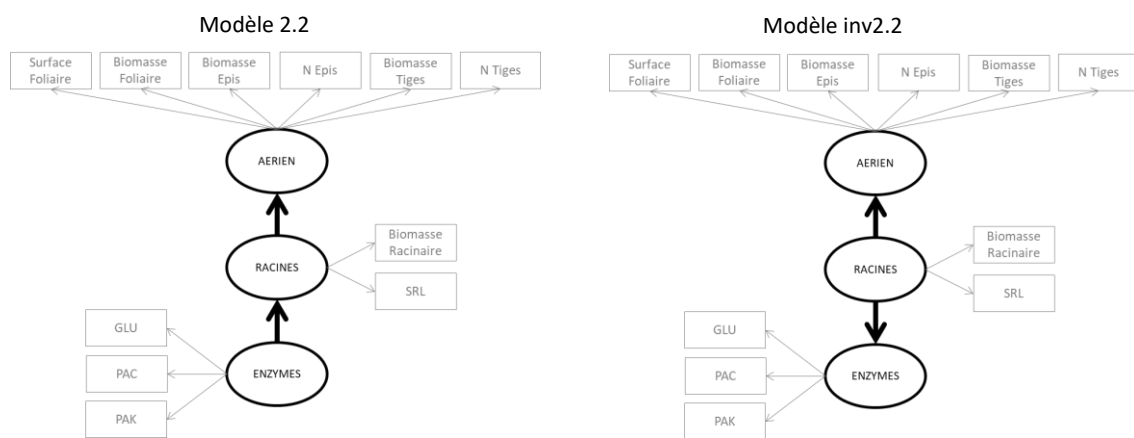 Modèle 2.2
Surface
Foliaire
Biomasse
Foliaire
Biomasse
Epis
N Epis
Biomasse
Tiges
N Tiges
AERIEN
RACINES
Biomasse
Racinaire
SRL
GLU
PAC
PAK
ENZYMES
Modèle inv2.2
Surface
Foliaire
Biomasse
Foliaire
Biomasse
Epis
N Epis
Biomasse
Tiges
N Tiges
AERIEN
RACINES
Biomasse
Racinaire
SRL
GLU
PAC
PAK
ENZYMES